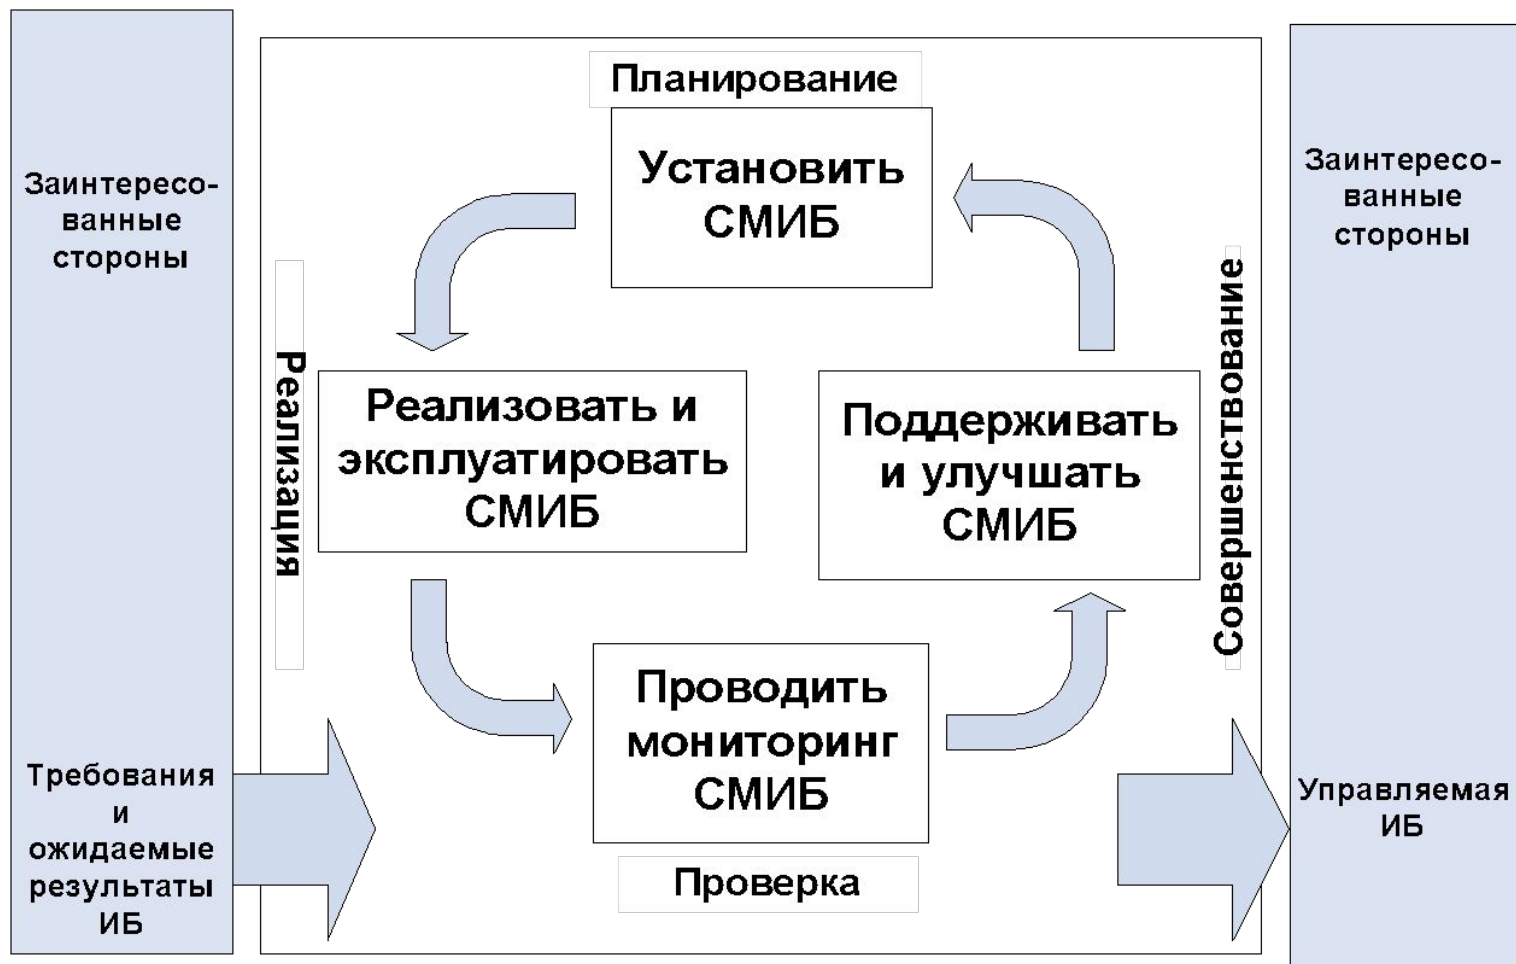 Заинтересо-
ванные
стороны
Требования
и
ожидаемые
результаты
ИБ
Планирование
Установить
СМИБ
Реализация
Реализовать и
эксплуатировать
СМИБ
Поддерживать
и улучшать
СМИБ
Совершенствование
Проводить
мониторинг
СМИБ
Проверка
Заинтересо-
ванные
стороны
Управляемая
ИБ